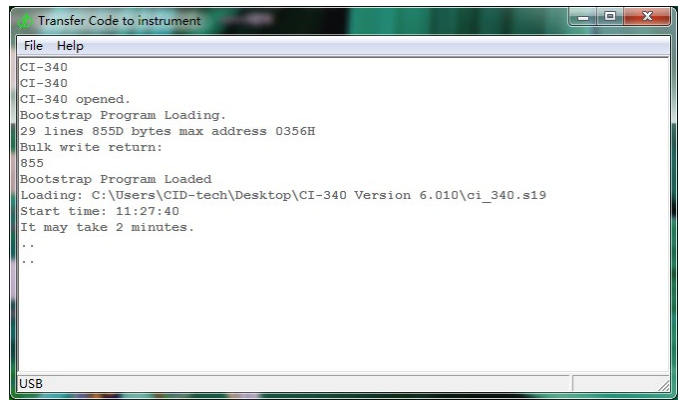 Transfer Code to instrument
File Help
CI-340
CI-340
CI-340 opened.
Bootstrap Program Loading.
29 lines 855D bytes max address 0356H
Bulk write return:
855
Bootstrap Program Loaded
Loading: C:\Users\CID-tech\Desktop\CI-340 Version 6.010\ci_340.s19
Start time: 11:27:40
It may take 2 minutes.
..
..
USB